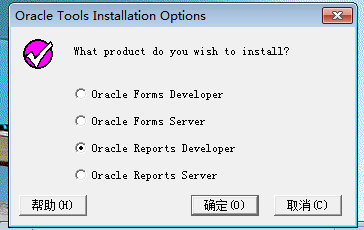 Oracle Tools Installation Options
What product do you wish to install?
Oracle Forms Developer
Oracle Forms Server
Oracle Reports Developer
Oracle Reports Server
帮助(H)
确定(O)
取消(C)